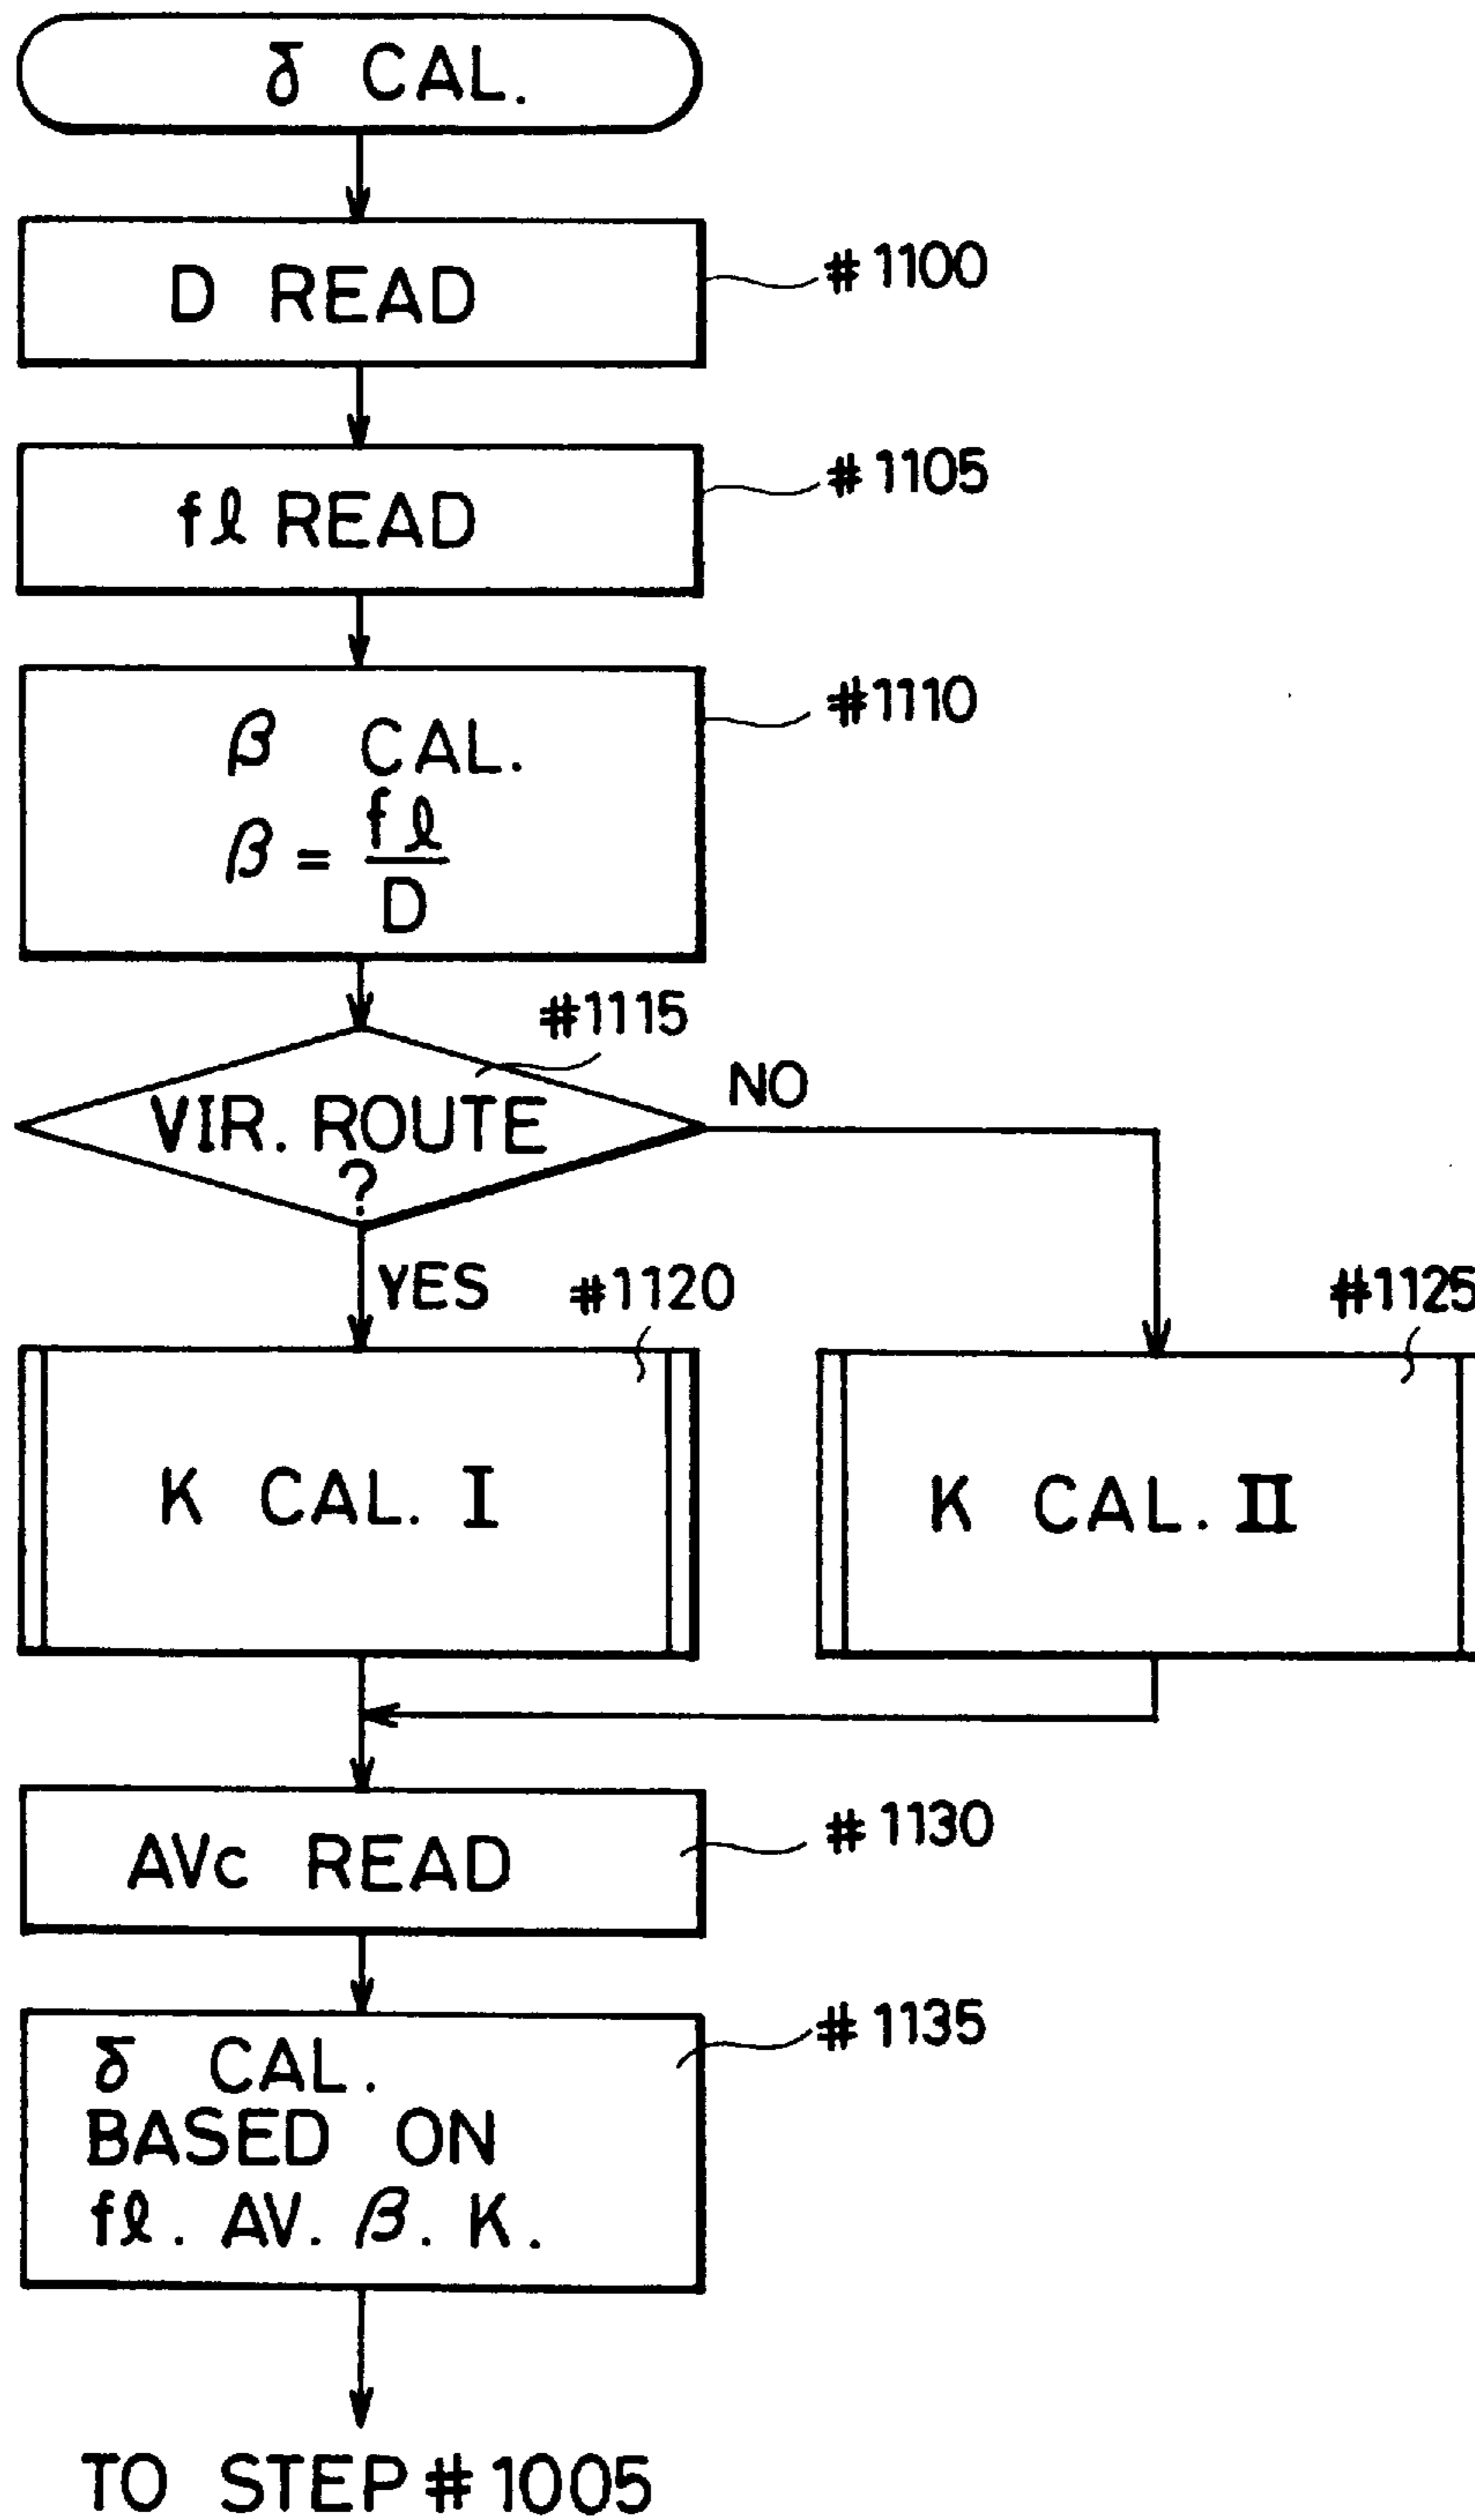 δ CAL.
D READ
#1100
fℓ READ
#1105
#1110
β CAL.
β = fℓ/D
#1115
VIR. ROUTE
?
NO
YES
#1120
#1125
K CAL. I
K CAL. II
AVc READ
#1130
#1135
δ CAL.
BASED ON
fℓ. AV. β. K.
TO STEP #1005